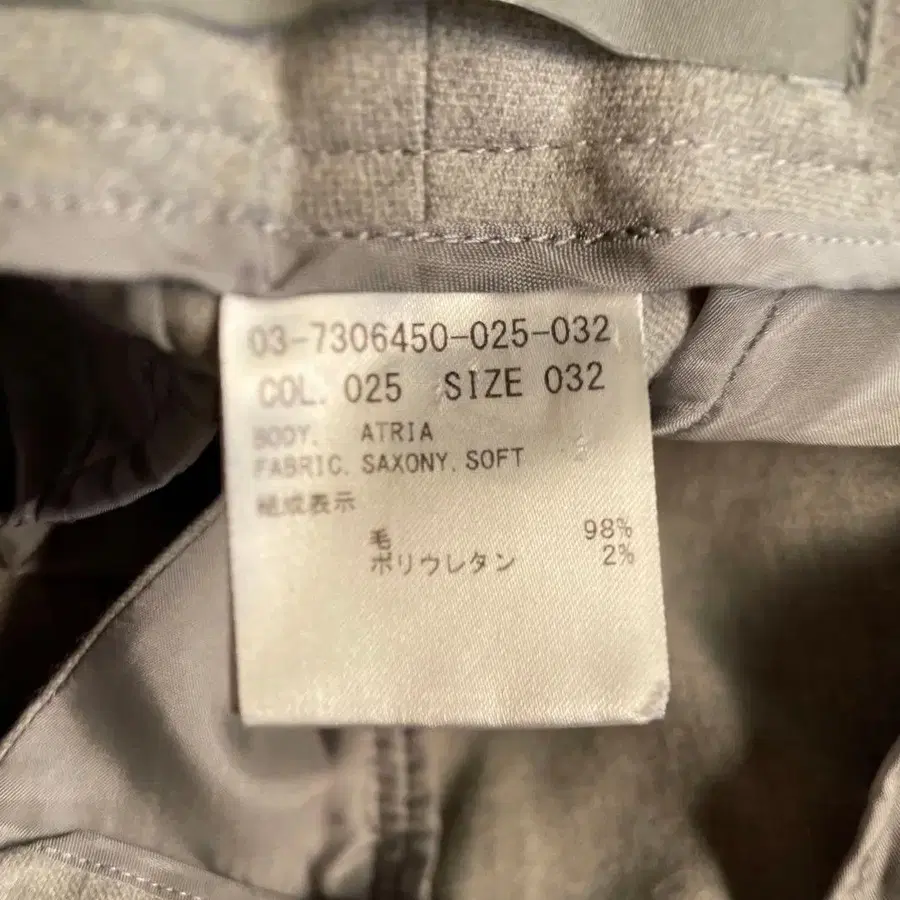 03-7306450-025-032
COL. 025 SIZE 032
BODY. ATRIA
FABRIC. SAXONY. SOFT
組成表示
毛 98%
ポリウレタン 2%